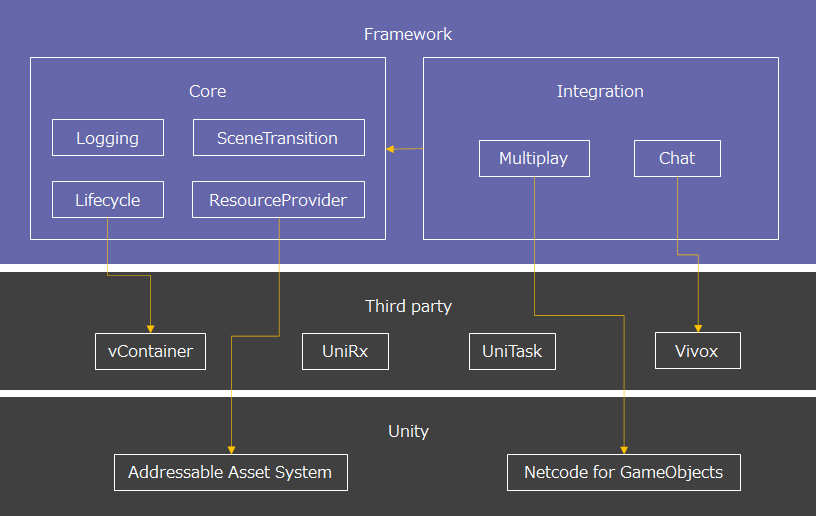 Framework
Core
Logging
SceneTransition
Lifecycle
ResourceProvider
Integration
Multiplay
Chat
Third party
vContainer
UniRx
UniTask
Vivox
Unity
Addressable Asset System
Netcode for GameObjects